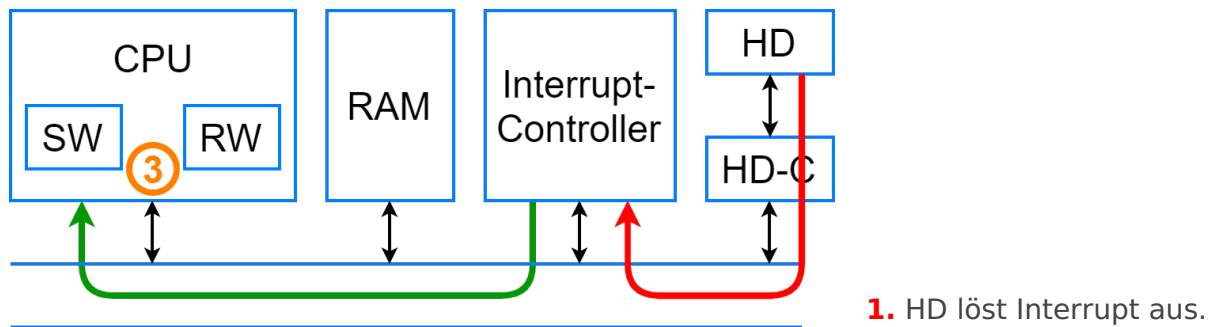 CPU
SW
RW
3
RAM
Interrupt-
Controller
HD
HD-C
1. HD löst Interrupt aus.